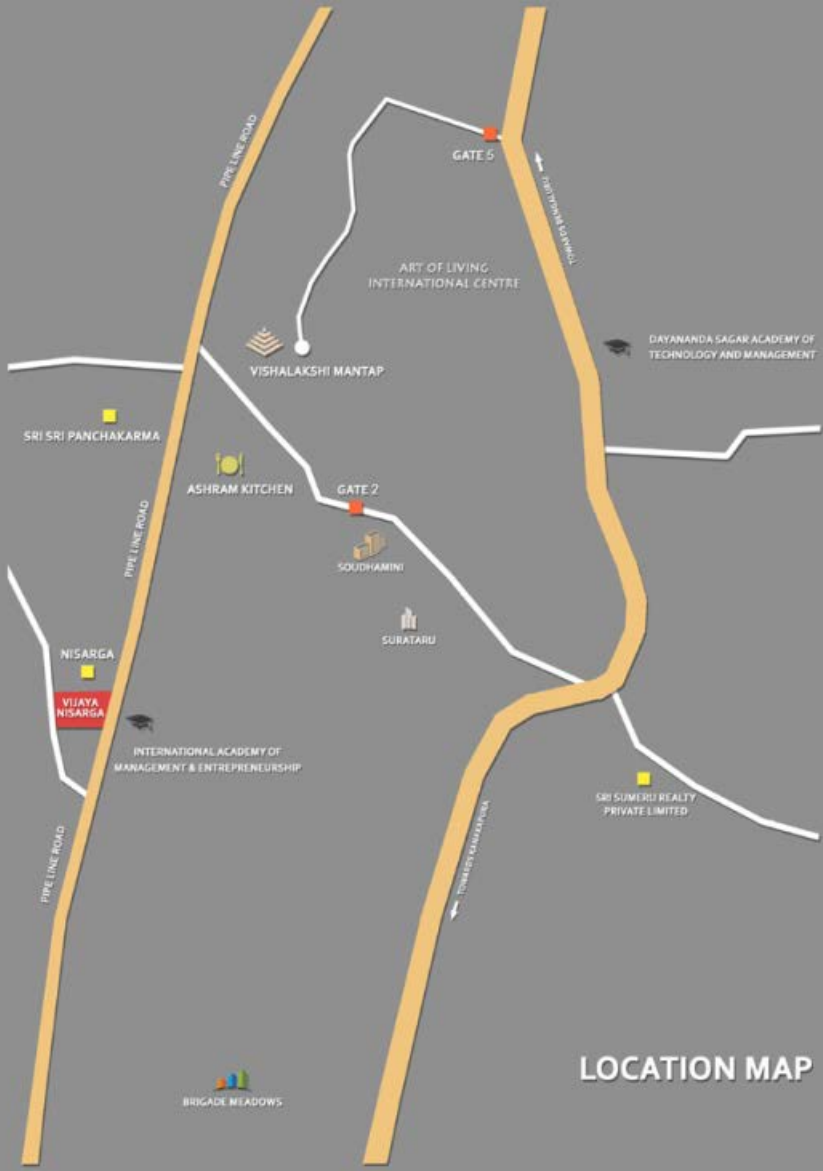 PIPE LINE ROAD
GATE 5
TOWARDS BENGALURU
ART OF LIVING
INTERNATIONAL CENTRE
DAYANANDA SAGAR ACADEMY OF
TECHNOLOGY AND MANAGEMENT
VISHALAKSHI MANTAP
SRI SRI PANCHAKARMA
ASHRAM KITCHEN
GATE 2
PIPE LINE ROAD
SOUDHAMINI
SURATARU
NISARGA
VIJAYA
NISARGA
INTERNATIONAL ACADEMY OF
MANAGEMENT & ENTREPRENEURSHIP
SRI SUMERU REALTY
PRIVATE LIMITED
TOWARDS KANAKAPURA
PIPE LINE ROAD
LOCATION MAP
BRIGADE MEADOWS